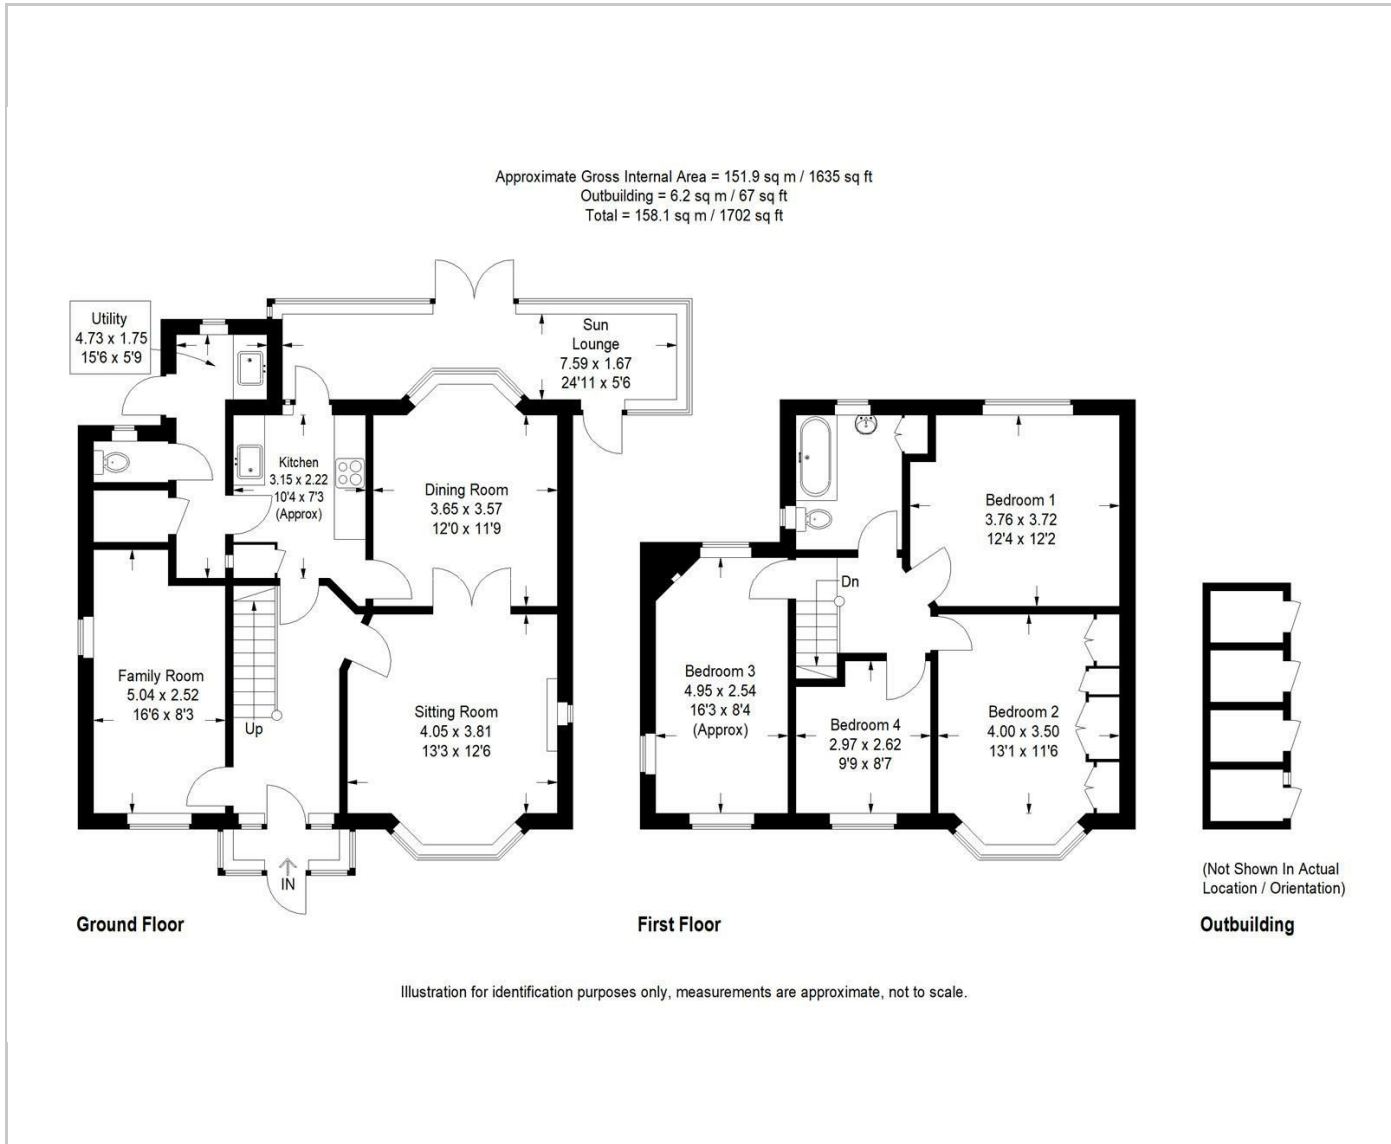 Approximate Gross Internal Area = 151.9 sq m / 1635 sq ft
Outbuilding = 6.2 sq m / 67 sq ft
Total = 158.1 sq m / 1702 sq ft
Utility
4.73 x 1.75
15'6 x 5'9
Sun
Lounge
7.59 x 1.67
24'11 x 5'6
Kitchen
3.15 x 2.22
10'4 x 7'3
(Approx)
Dining Room
3.65 x 3.57
12'0 x 11'9
Family Room
5.04 x 2.52
16'6 x 8'3
Up
Sitting Room
4.05 x 3.81
13'3 x 12'6
IN
Ground Floor
Bedroom 1
3.76 x 3.72
12'4 x 12'2
Dn
Bedroom 3
4.95 x 2.54
16'3 x 8'4
(Approx)
Bedroom 4
2.97 x 2.62
9'9 x 8'7
Bedroom 2
4.00 x 3.50
13'1 x 11'6
First Floor
(Not Shown In Actual
Location / Orientation)
Outbuilding
Illustration for identification purposes only, measurements are approximate, not to scale.